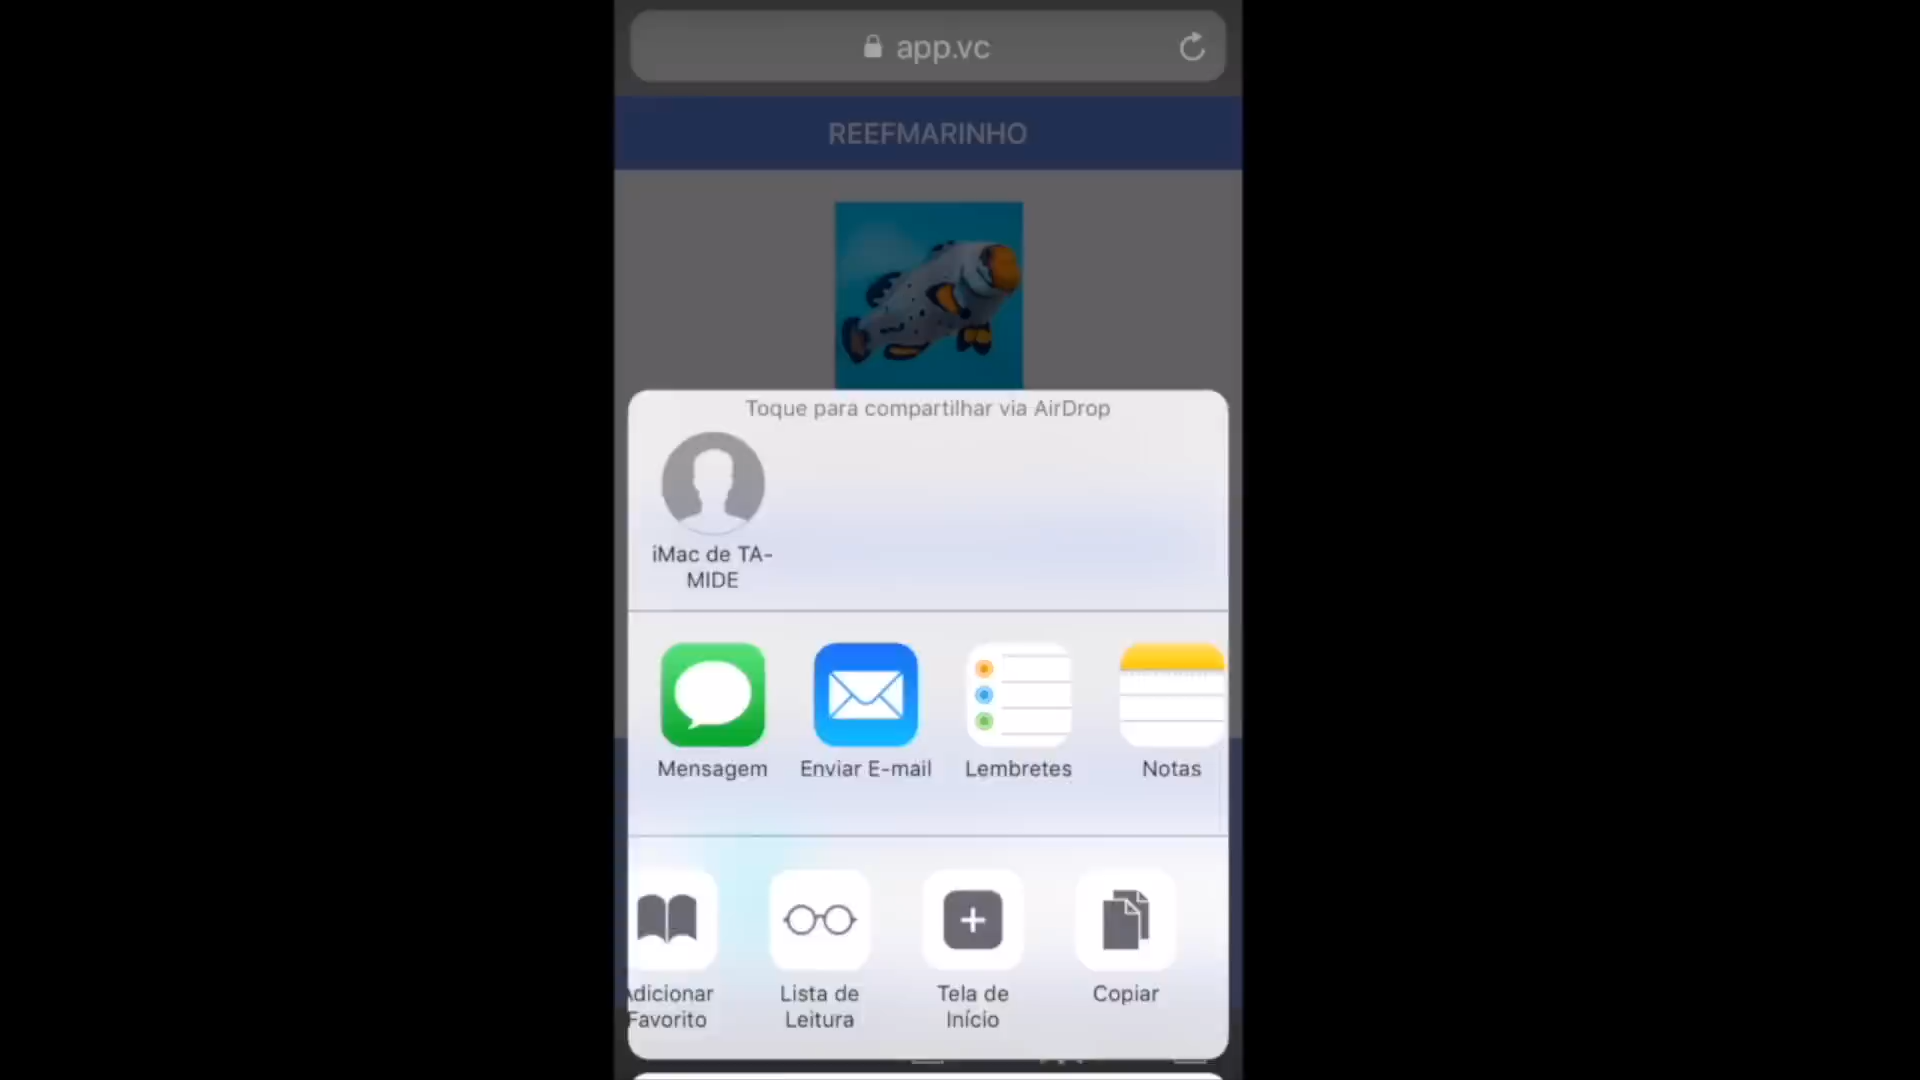 app.vc
REEFMARINHO
Toque para compartilhar via AirDrop
iMac de TA-
MIDE
Mensagem
Enviar E-mail
Lembretes
Notas
Adicionar
Favorito
Lista de
Leitura
Tela de
Início
Copiar